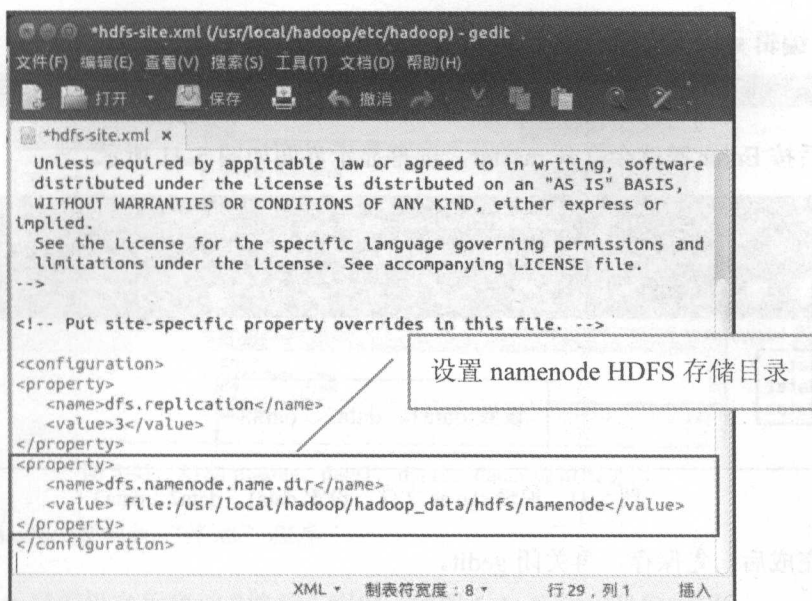 *hdfs-site.xml (/usr/local/hadoop/etc/hadoop) - gedit
文件(F) 编辑(E) 查看(V) 搜索(S) 工具(T) 文档(D) 帮助(H)
打开 保存 撤消
*hdfs-site.xml ×
Unless required by applicable law or agreed to in writing, software
distributed under the License is distributed on an "AS IS" BASIS,
WITHOUT WARRANTIES OR CONDITIONS OF ANY KIND, either express or
implied.
See the License for the specific language governing permissions and
limitations under the License. See accompanying LICENSE file.
-->
<!-- Put site-specific property overrides in this file. -->
<configuration>
<property>
<name>dfs.replication</name>
<value>3</value>
</property>
<property>
<name>dfs.namenode.name.dir</name>
<value> file:/usr/local/hadoop/hadoop_data/hdfs/namenode</value>
</property>
</configuration>
设置 namenode HDFS 存储目录
XML 制表符宽度：8 行 29，列 1 插入